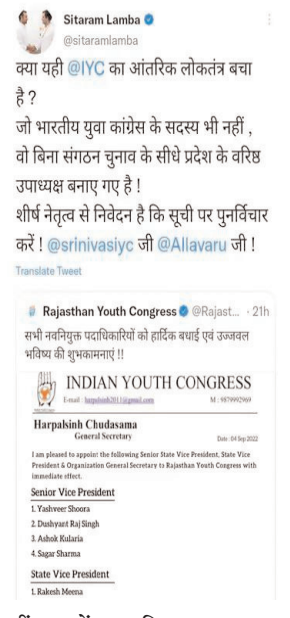 Sitaram Lamba
@sitaramlamba
क्या यही @IYC का आंतरिक लोकतंत्र बचा
है ?
जो भारतीय युवा कांग्रेस के सदस्य भी नहीं ,
वो बिना संगठन चुनाव के सीधे प्रदेश के वरिष्ठ
उपाध्यक्ष बनाए गए है !
शीर्ष नेतृत्व से निवेदन है कि सूची पर पुनर्विचार
करें ! @srinivasiyc जी @Allavaru जी !
Translate Tweet
Rajasthan Youth Congress @Rajast... · 21h
सभी नवनियुक्त पदाधिकारियों को हार्दिक बधाई एवं उज्जवल
भविष्य की शुभकामनाएं !!
INDIAN YOUTH CONGRESS
E-mail : harpalsinh2011@gmail.com M : 9879992969
Harpalsinh Chudasama
General Secretary
Date : 04 Sep 2022
I am pleased to appoint the following Senior State Vice President, State Vice
President & Organization General Secretary to Rajasthan Youth Congress with
immediate effect.
Senior Vice President
1. Yashveer Shoora
2. Dushyant Raj Singh
3. Ashok Kularia
4. Sagar Sharma
State Vice President
1. Rakesh Meena